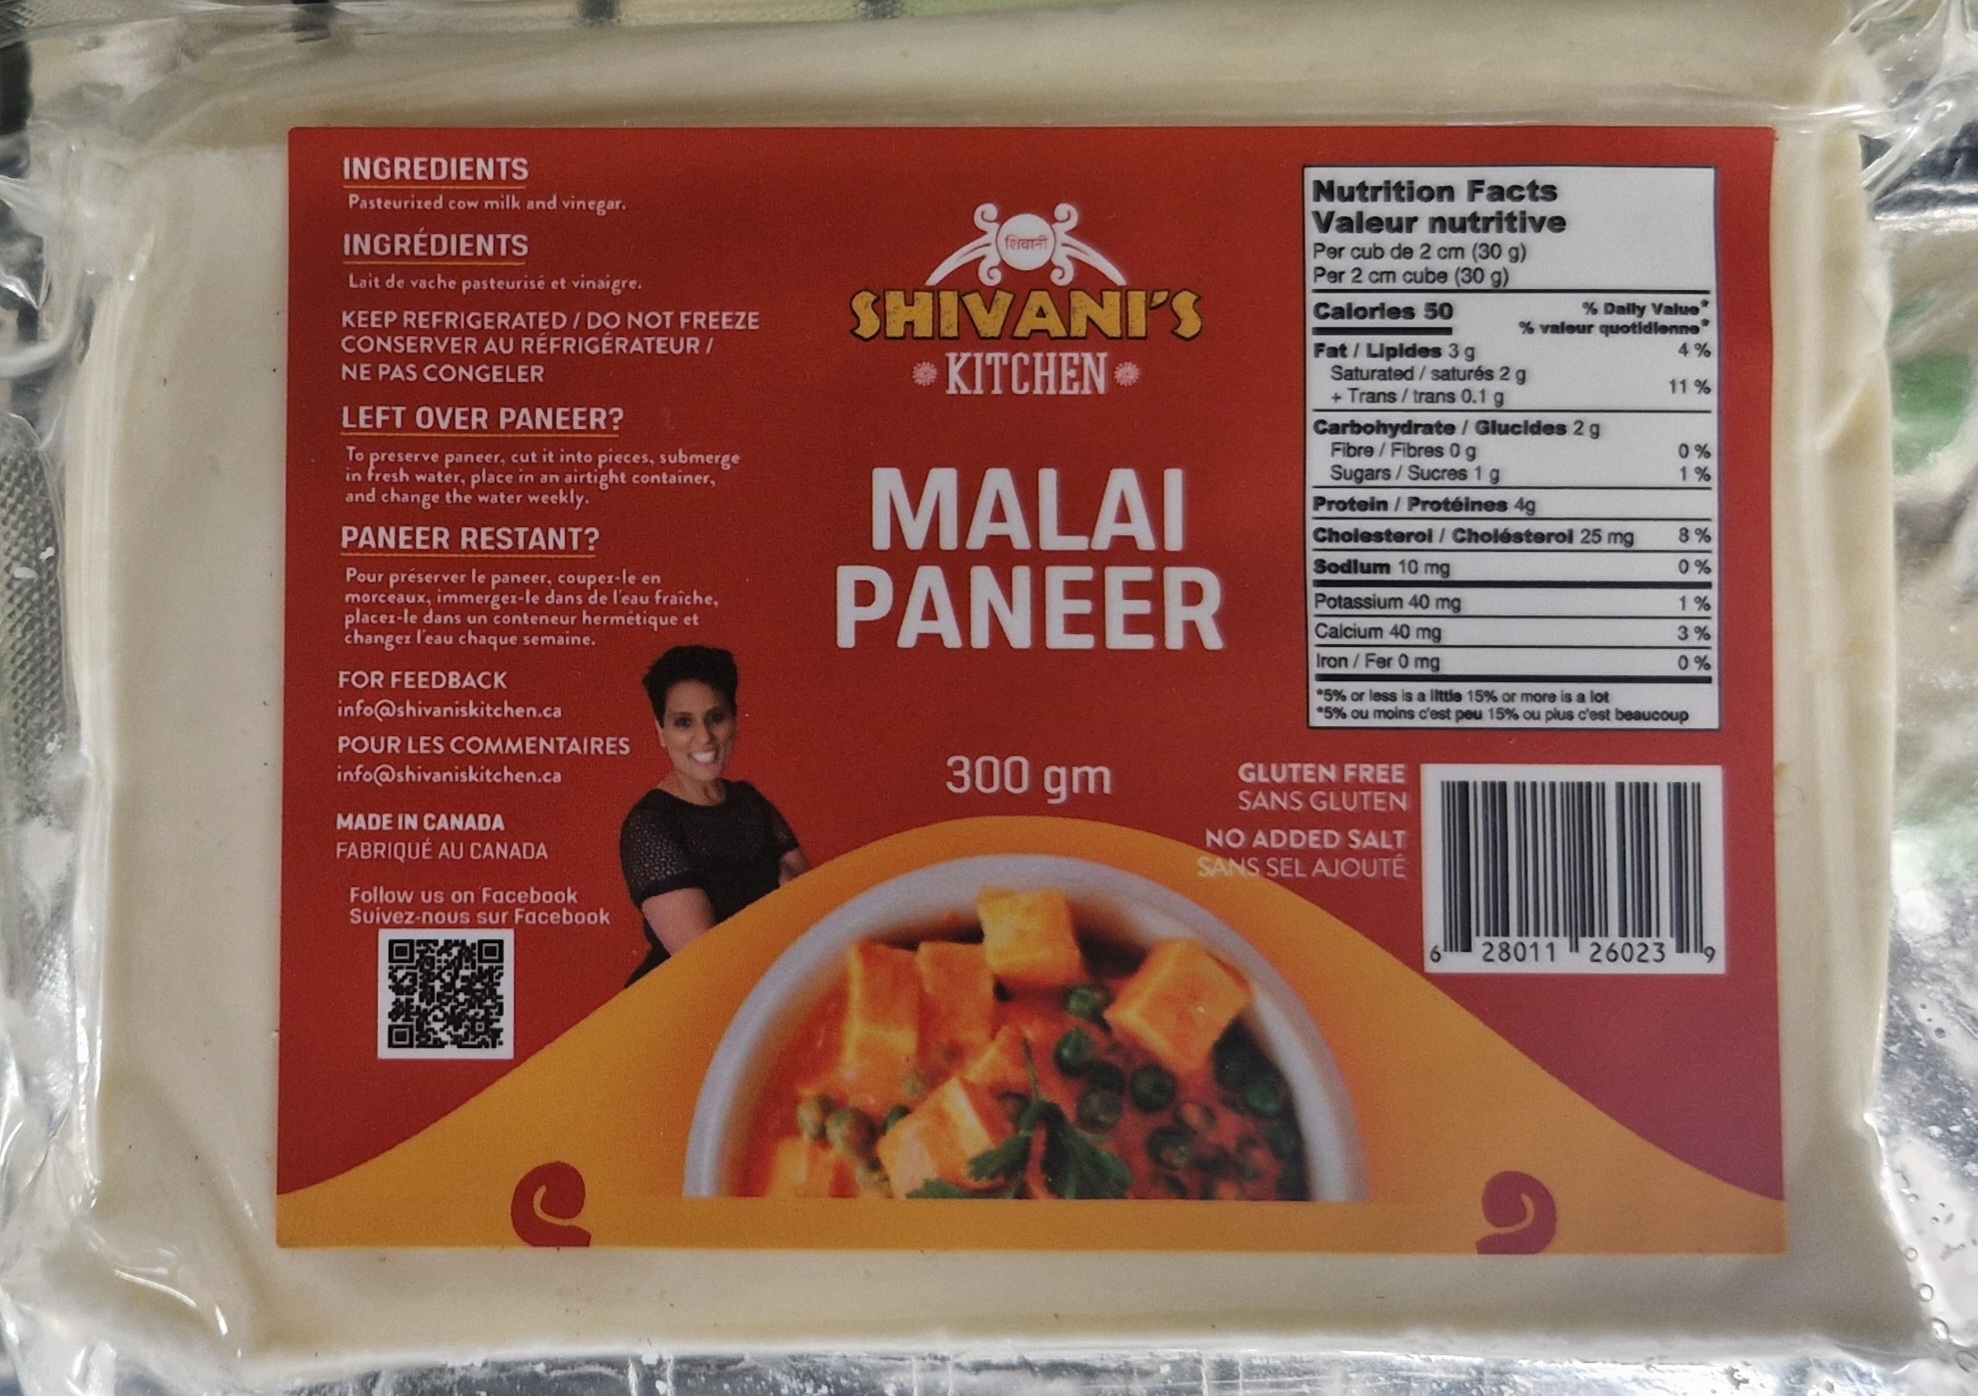 INGREDIENTS
Pasteurized cow milk and vinegar.
INGRÉDIENTS
Lait de vache pasteurisé et vinaigre.
KEEP REFRIGERATED / DO NOT FREEZE
CONSERVER AU RÉFRIGÉRATEUR /
NE PAS CONGELER
LEFT OVER PANEER?
To preserve paneer, cut it into pieces, submerge
in fresh water, place in an airtight container,
and change the water weekly.
PANEER RESTANT?
Pour préserver le paneer, coupez-le en
morceaux, immergez-le dans de l'eau fraîche,
placez-le dans un conteneur hermétique et
changez l'eau chaque semaine.
FOR FEEDBACK
info@shivaniskitchen.ca
POUR LES COMMENTAIRES
info@shivaniskitchen.ca
MADE IN CANADA
FABRIQUÉ AU CANADA
Follow us on Facebook
Suivez-nous sur Facebook
शिवानी
SHIVANI'S
KITCHEN
MALAI
PANEER
300 gm
Nutrition Facts
Valeur nutritive
Per cub de 2 cm (30 g)
Per 2 cm cube (30 g)
Calories 50 % Daily Value*
% valeur quotidienne*
Fat / Lipides 3 g 4 %
Saturated / saturés 2 g
+ Trans / trans 0.1 g 11 %
Carbohydrate / Glucides 2 g
Fibre / Fibres 0 g 0 %
Sugars / Sucres 1 g 1 %
Protein / Protéines 4g
Cholesterol / Cholésterol 25 mg 8 %
Sodium 10 mg 0 %
Potassium 40 mg 1 %
Calcium 40 mg 3 %
Iron / Fer 0 mg 0 %
*5% or less is a little 15% or more is a lot
*5% ou moins c'est peu 15% ou plus c'est beaucoup
GLUTEN FREE
SANS GLUTEN
NO ADDED SALT
SANS SEL AJOUTÉ
6 28011 26023 9